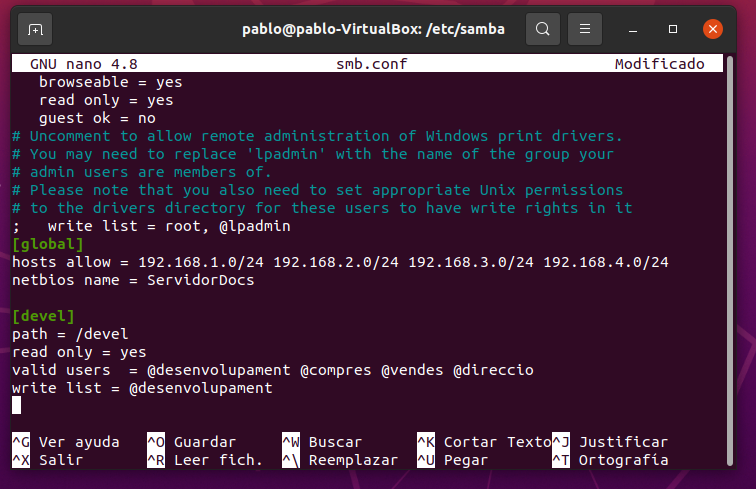 pablo@pablo-VirtualBox: /etc/samba
GNU nano 4.8 smb.conf Modificado
browseable = yes
read only = yes
guest ok = no
# Uncomment to allow remote administration of Windows print drivers.
# You may need to replace 'lpadmin' with the name of the group your
# admin users are members of.
# Please note that you also need to set appropriate Unix permissions
# to the drivers directory for these users to have write rights in it
;   write list = root, @lpadmin
[global]
hosts allow = 192.168.1.0/24 192.168.2.0/24 192.168.3.0/24 192.168.4.0/24
netbios name = ServidorDocs
[devel]
path = /devel
read only = yes
valid users  = @desenvolupament @compres @vendes @direccio
write list = @desenvolupament
^G Ver ayuda ^O Guardar ^W Buscar ^K Cortar Texto ^J Justificar
^X Salir ^R Leer fich. ^\ Reemplazar ^U Pegar ^T Ortografía